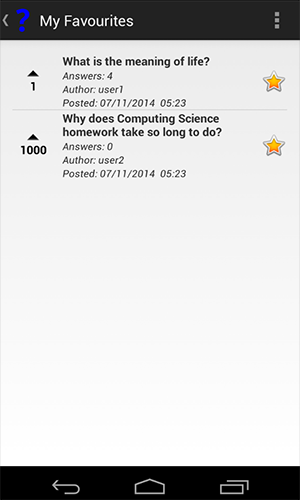 ? My Favourites
What is the meaning of life?
Answers: 4
1
Author: user1
Posted: 07/11/2014 05:23
Why does Computing Science
homework take so long to do?
1000
Answers: 0
Author: user2
Posted: 07/11/2014 05:23